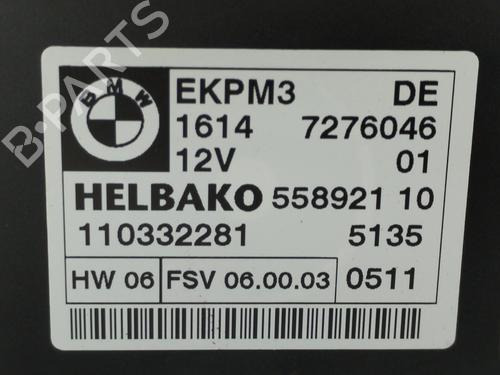 BMW
EKPM3 DE
1614 7276046
12V 01
HELBAKO 558921 10
110332281 5135
HW 06 FSV 06.00.03 0511
B-PARTS